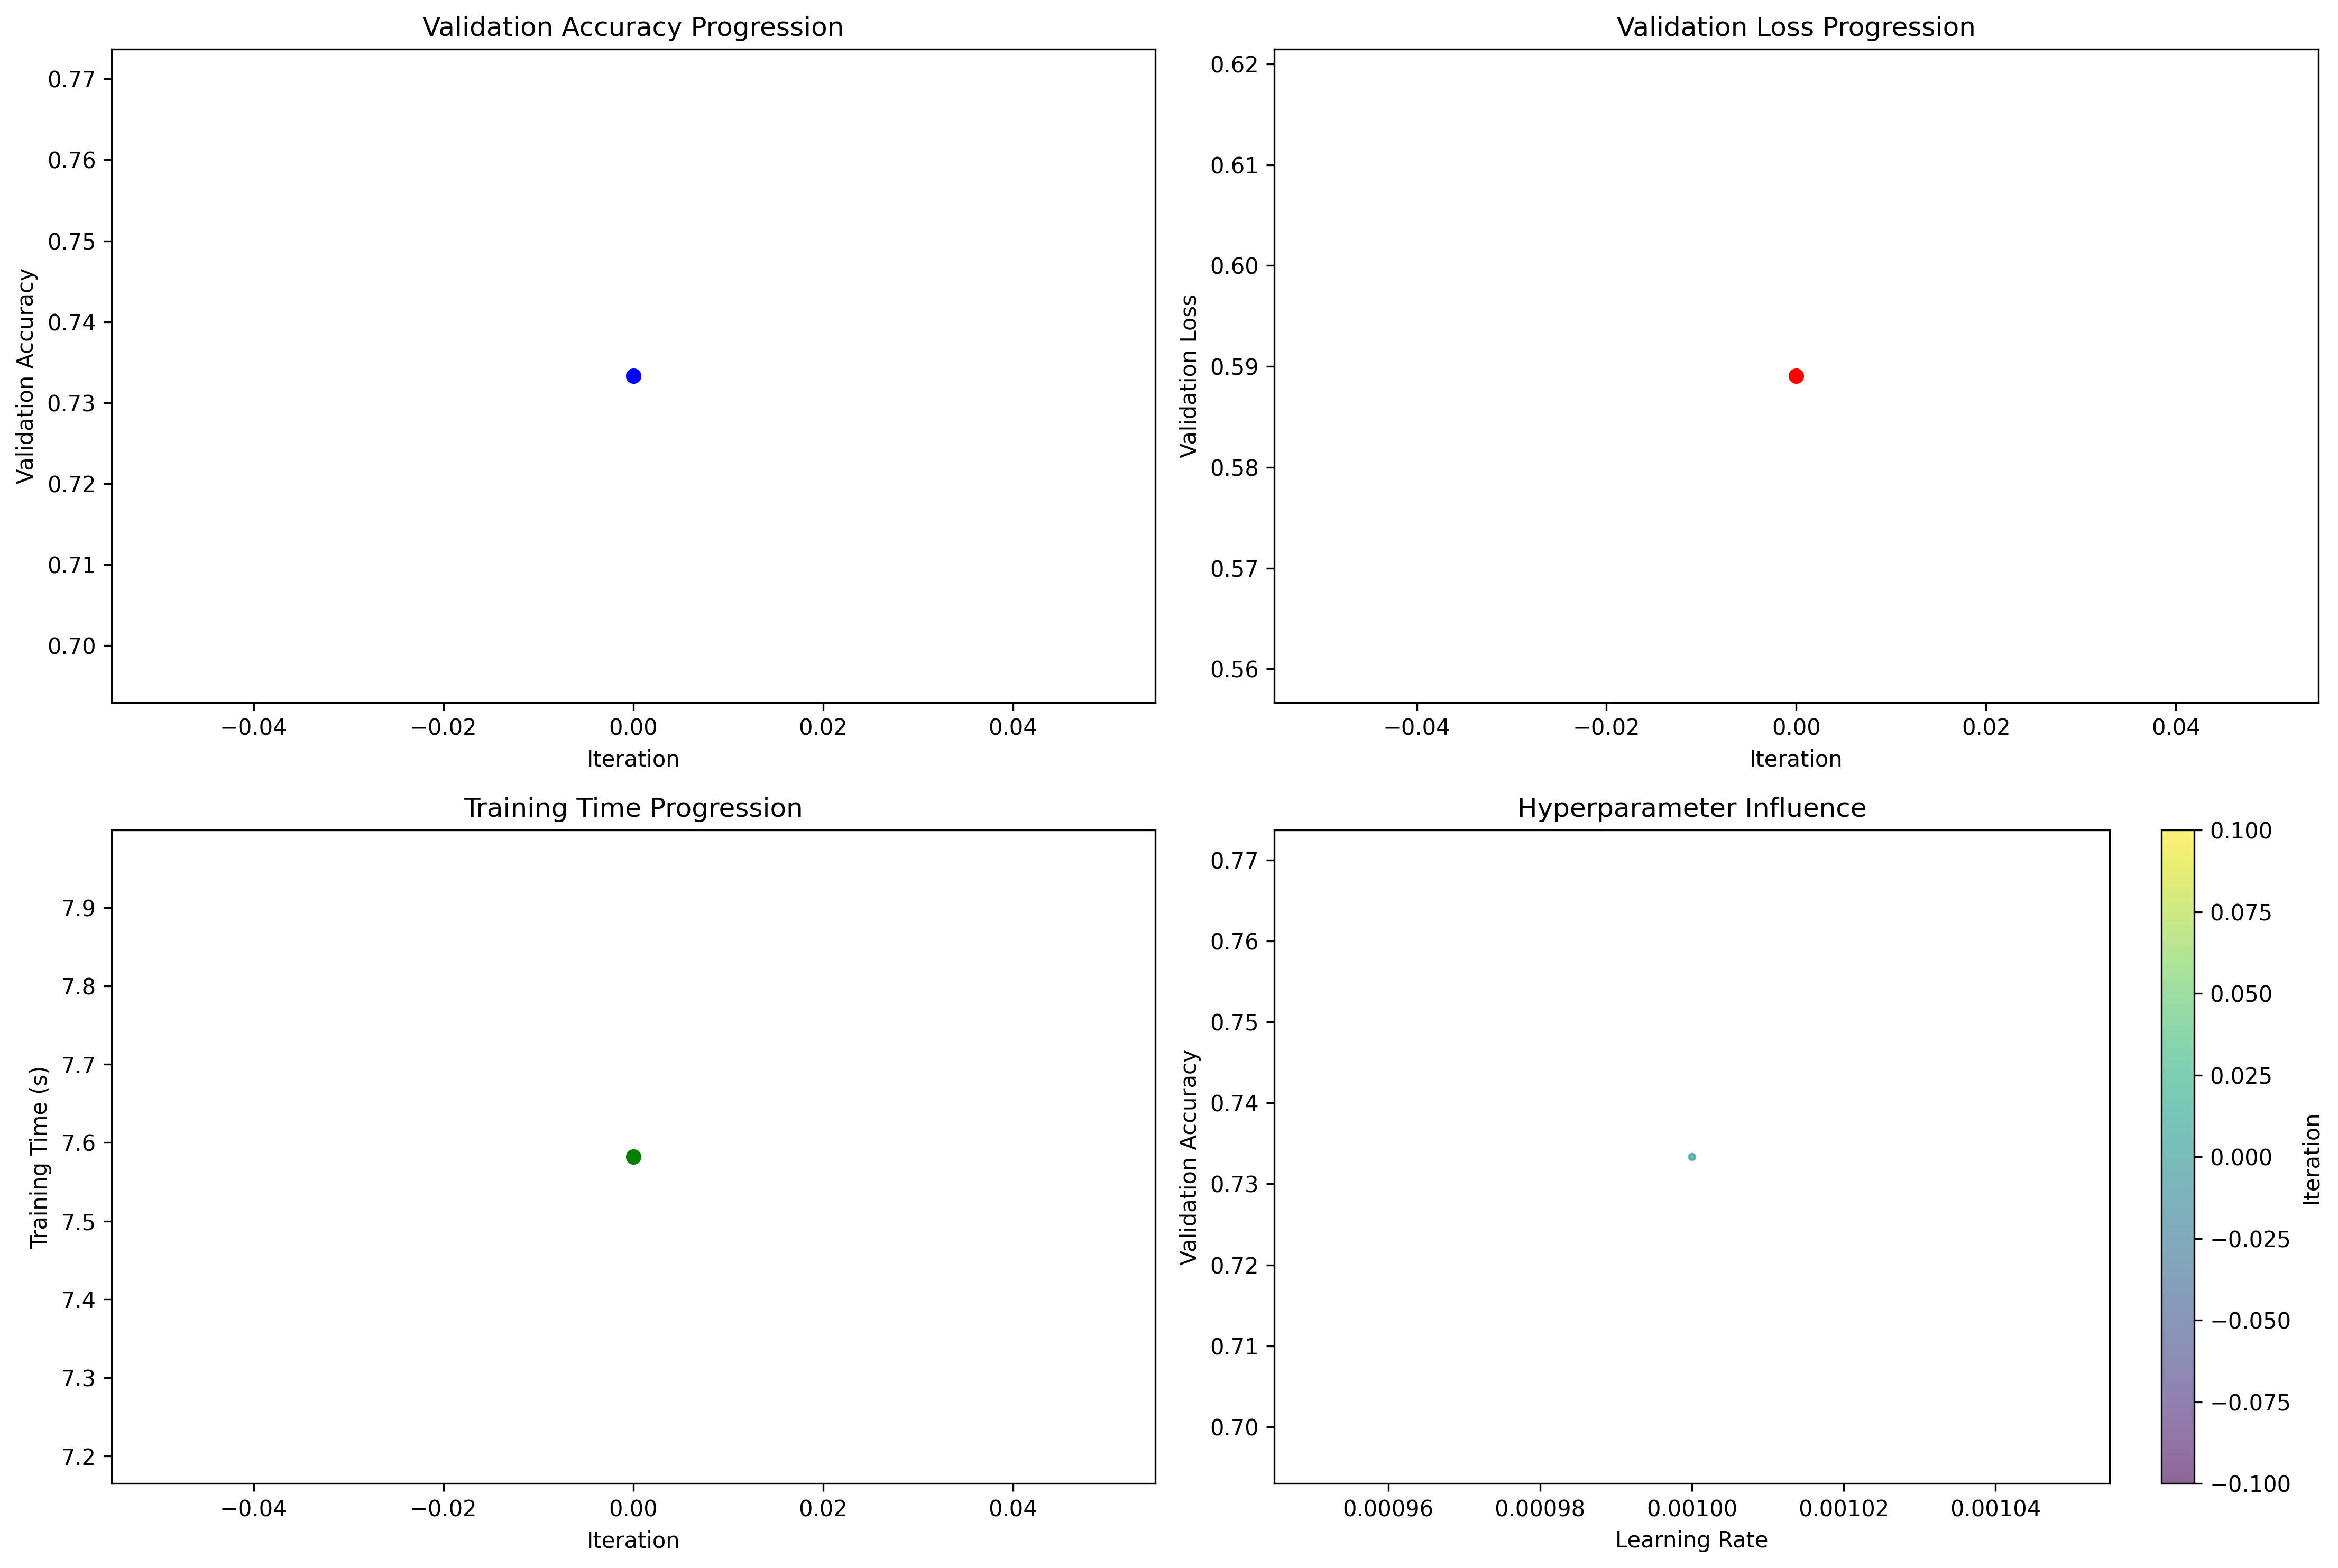 Validation Accuracy Progression
Validation Accuracy
0.77
0.76
0.75
0.74
0.73
0.72
0.71
0.70
−0.04 −0.02 0.00 0.02 0.04
Iteration
Validation Loss Progression
Validation Loss
0.62
0.61
0.60
0.59
0.58
0.57
0.56
−0.04 −0.02 0.00 0.02 0.04
Iteration
Training Time Progression
Training Time (s)
7.9
7.8
7.7
7.6
7.5
7.4
7.3
7.2
−0.04 −0.02 0.00 0.02 0.04
Iteration
Hyperparameter Influence
Validation Accuracy
0.77
0.76
0.75
0.74
0.73
0.72
0.71
0.70
0.00096 0.00098 0.00100 0.00102 0.00104
Learning Rate
0.100
0.075
0.050
0.025
0.000
−0.025
−0.050
−0.075
−0.100
Iteration